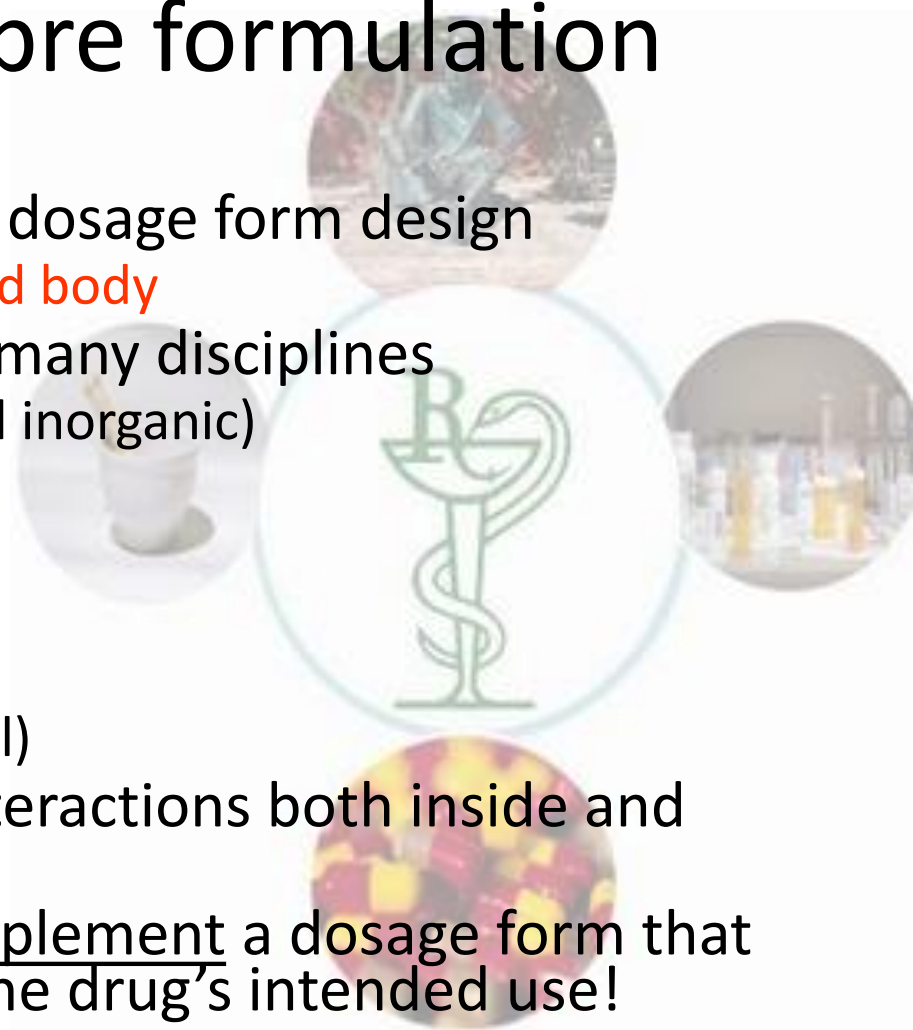 pre formulation
dosage form design
d body
many disciplines
l inorganic)
R
l)
teractions both inside and
plement a dosage form that
he drug’s intended use!